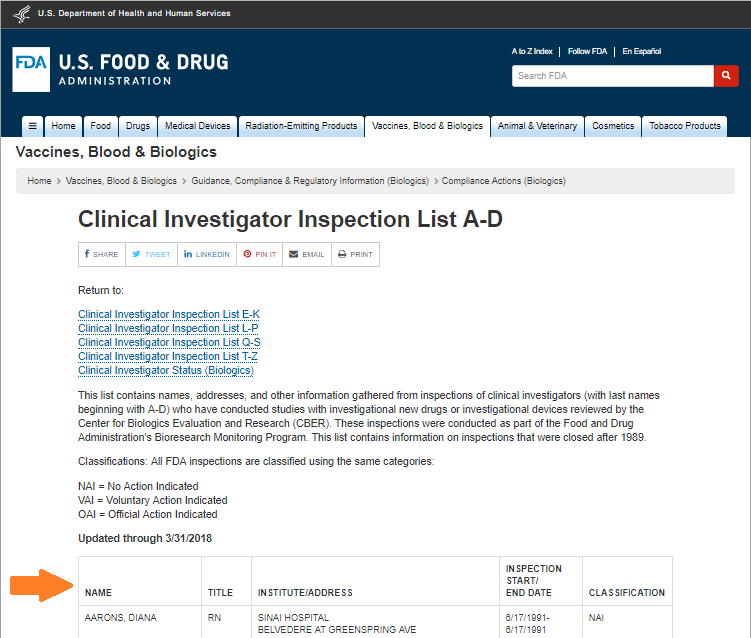 U.S. Department of Health and Human Services
FDA U.S. FOOD & DRUG
ADMINISTRATION
A to Z Index | Follow FDA | En Español
Search FDA
Home Food Drugs Medical Devices Radiation-Emitting Products Vaccines, Blood & Biologics Animal & Veterinary Cosmetics Tobacco Products
Vaccines, Blood & Biologics
Home > Vaccines, Blood & Biologics > Guidance, Compliance & Regulatory Information (Biologics) > Compliance Actions (Biologics)
Clinical Investigator Inspection List A-D
SHARE TWEET LINKEDIN PIN IT EMAIL PRINT
Return to:
Clinical Investigator Inspection List E-K
Clinical Investigator Inspection List L-P
Clinical Investigator Inspection List Q-S
Clinical Investigator Inspection List T-Z
Clinical Investigator Status (Biologics)
This list contains names, addresses, and other information gathered from inspections of clinical investigators (with last names
beginning with A-D) who have conducted studies with investigational new drugs or investigational devices reviewed by the
Center for Biologics Evaluation and Research (CBER). These inspections were conducted as part of the Food and Drug
Administration's Bioresearch Monitoring Program. This list contains information on inspections that were closed after 1989.
Classifications: All FDA inspections are classified using the same categories:
NAI = No Action Indicated
VAI = Voluntary Action Indicated
OAI = Official Action Indicated
Updated through 3/31/2018
INSPECTION
START/
NAME TITLE INSTITUTE/ADDRESS END DATE CLASSIFICATION
AARONS, DIANA RN SINAI HOSPITAL 6/17/1991- NAI
BELVEDERE AT GREENSPRING AVE 6/17/1991